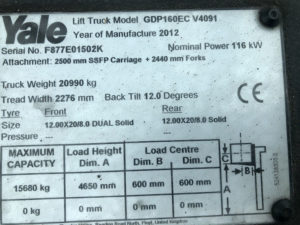 Yale
Lift Truck Model GDP160EC V4091
Year of Manufacture 2012
Serial No. F877E01502K
Nominal Power 116 kW
Attachment: 2500 mm SSFP Carriage + 2440 mm Forks
Truck Weight 20990 kg
Tread Width 2276 mm Back Tilt 12.0 Degrees
Tyre Front Rear
Size 12.00X20/8.0 DUAL Solid 12.00X20/8.0 Solid
Pressure
CE
MAXIMUM CAPACITY Load Height Dim. A Load Centre Dim. B Dim. C
15680 kg 4650 mm 600 mm 600 mm
0 kg 0 mm 0 mm 0 mm
C
B
A